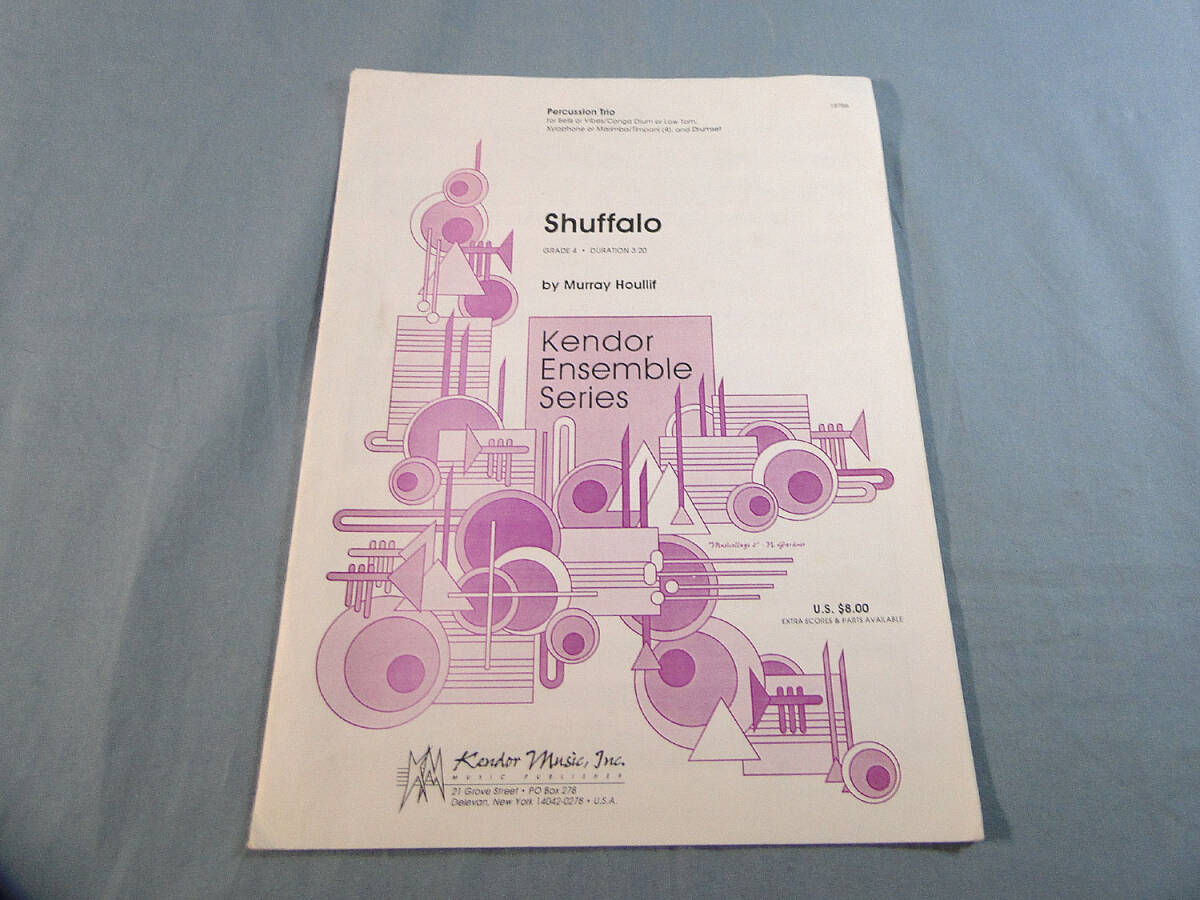 Percussion Trio
for Bells or Vibes/Conga Drum or Low Tom,
Xylophone or Marimba/Timpani (4), and Drumset
Shuffalo
GRADE 4 • DURATION 3:20
by Murray Houllif
Kendor
Ensemble
Series
U.S. $8.00
EXTRA SCORES & PARTS AVAILABLE
Kendor Music, Inc.
MUSIC PUBLISHER
21 Grove Street • PO Box 278
Delevan, New York 14042-0278 • U.S.A.